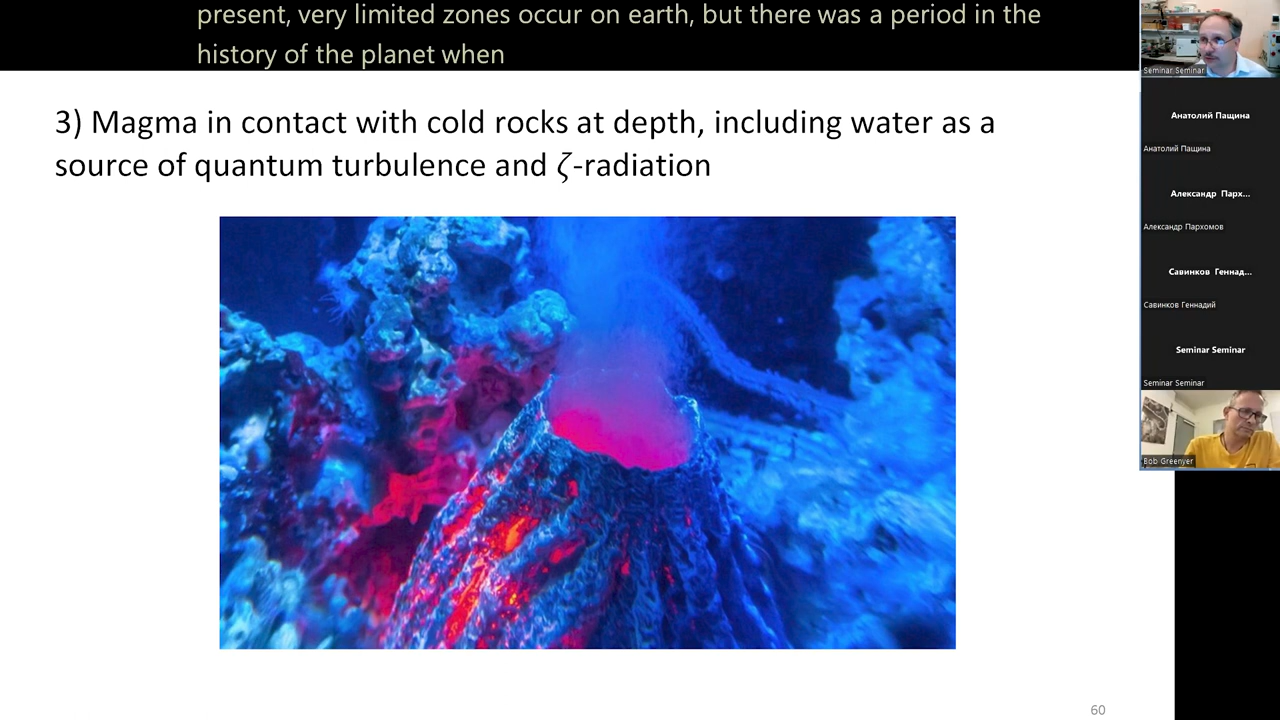 present, very limited zones occur on earth, but there was a period in the
history of the planet when
3) Magma in contact with cold rocks at depth, including water as a
source of quantum turbulence and ζ-radiation
60
Seminar Seminar
Анатолий Пащина
Анатолий Пащина
Александр Парх...
Александр Пархомов
Савинков Геннад...
Савинков Геннадий
Seminar Seminar
Seminar Seminar
Bob Greenyer